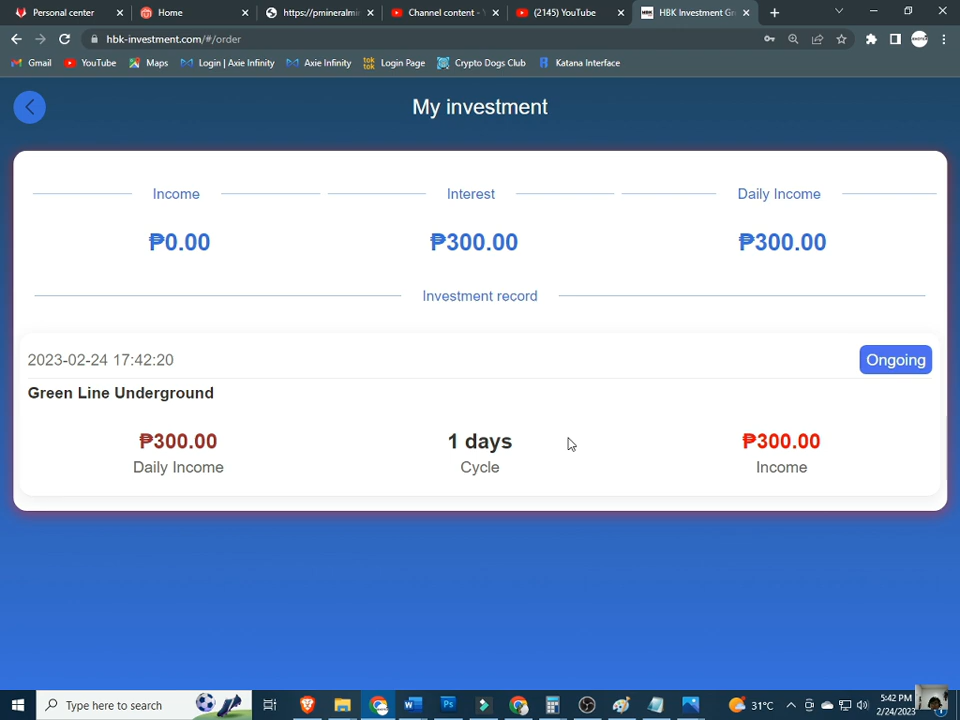 Personal center
Home
https://pmineralmi
Channel content -
(2145) YouTube
HBK Investment Gr
hbk-investment.com/#/order
Gmail
YouTube
Maps
Login | Axie Infinity
Axie Infinity
Login Page
Crypto Dogs Club
Katana Interface
My investment
Income
Interest
Daily Income
₱0.00
₱300.00
₱300.00
Investment record
2023-02-24 17:42:20
Ongoing
Green Line Underground
₱300.00
1 days
₱300.00
Daily Income
Cycle
Income
Type here to search
31°C
5:42 PM
2/24/2023